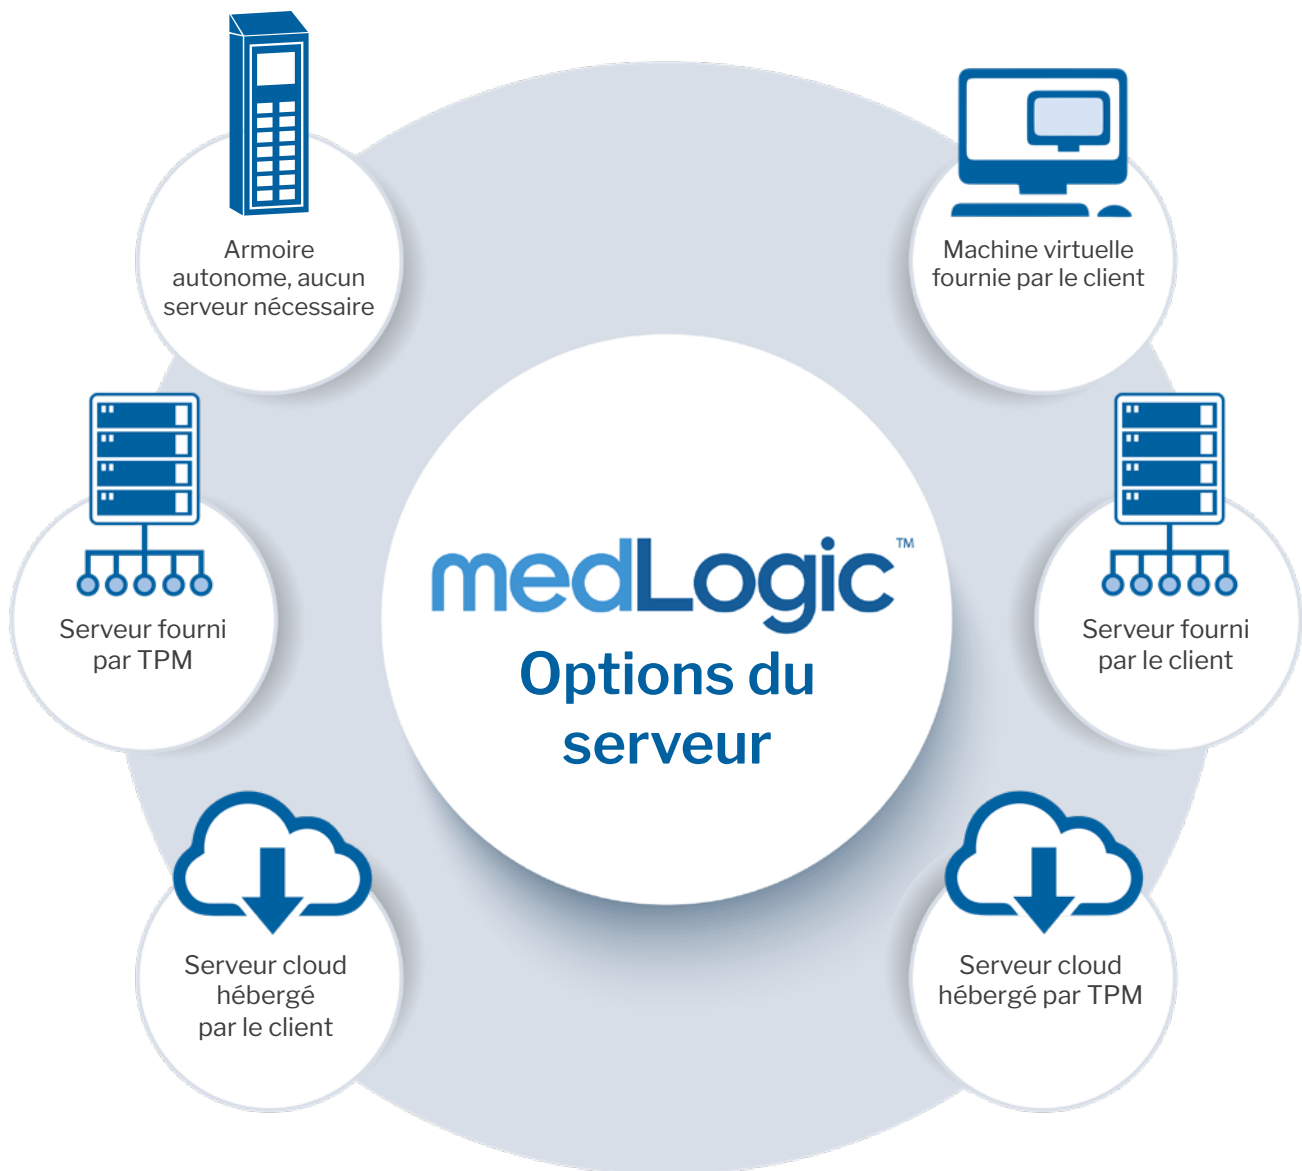 Armoire
autonome, aucun
serveur nécessaire
Machine virtuelle
fournie par le client
Serveur fourni
par TPM
medLogic™
Options du
serveur
Serveur fourni
par le client
Serveur cloud
hébergé
par le client
Serveur cloud
hébergé par TPM